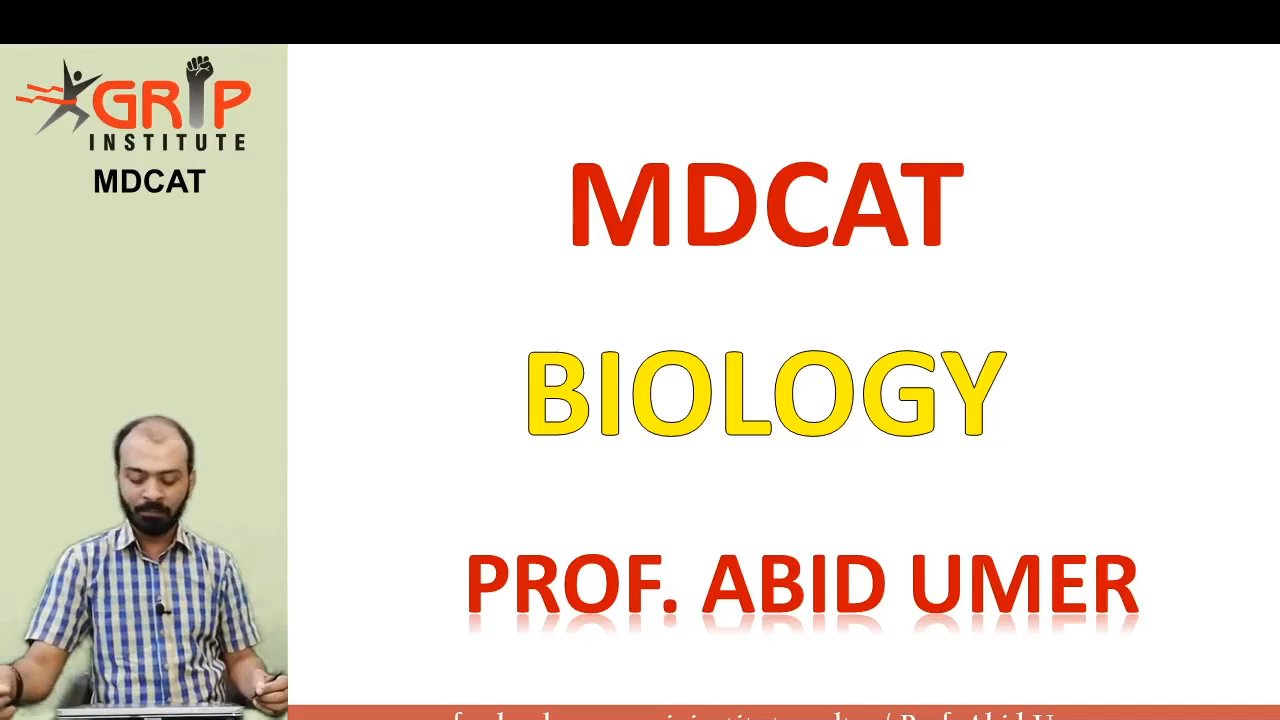 GRIP
INSTITUTE
MDCAT
MDCAT
BIOLOGY
PROF. ABID UMER